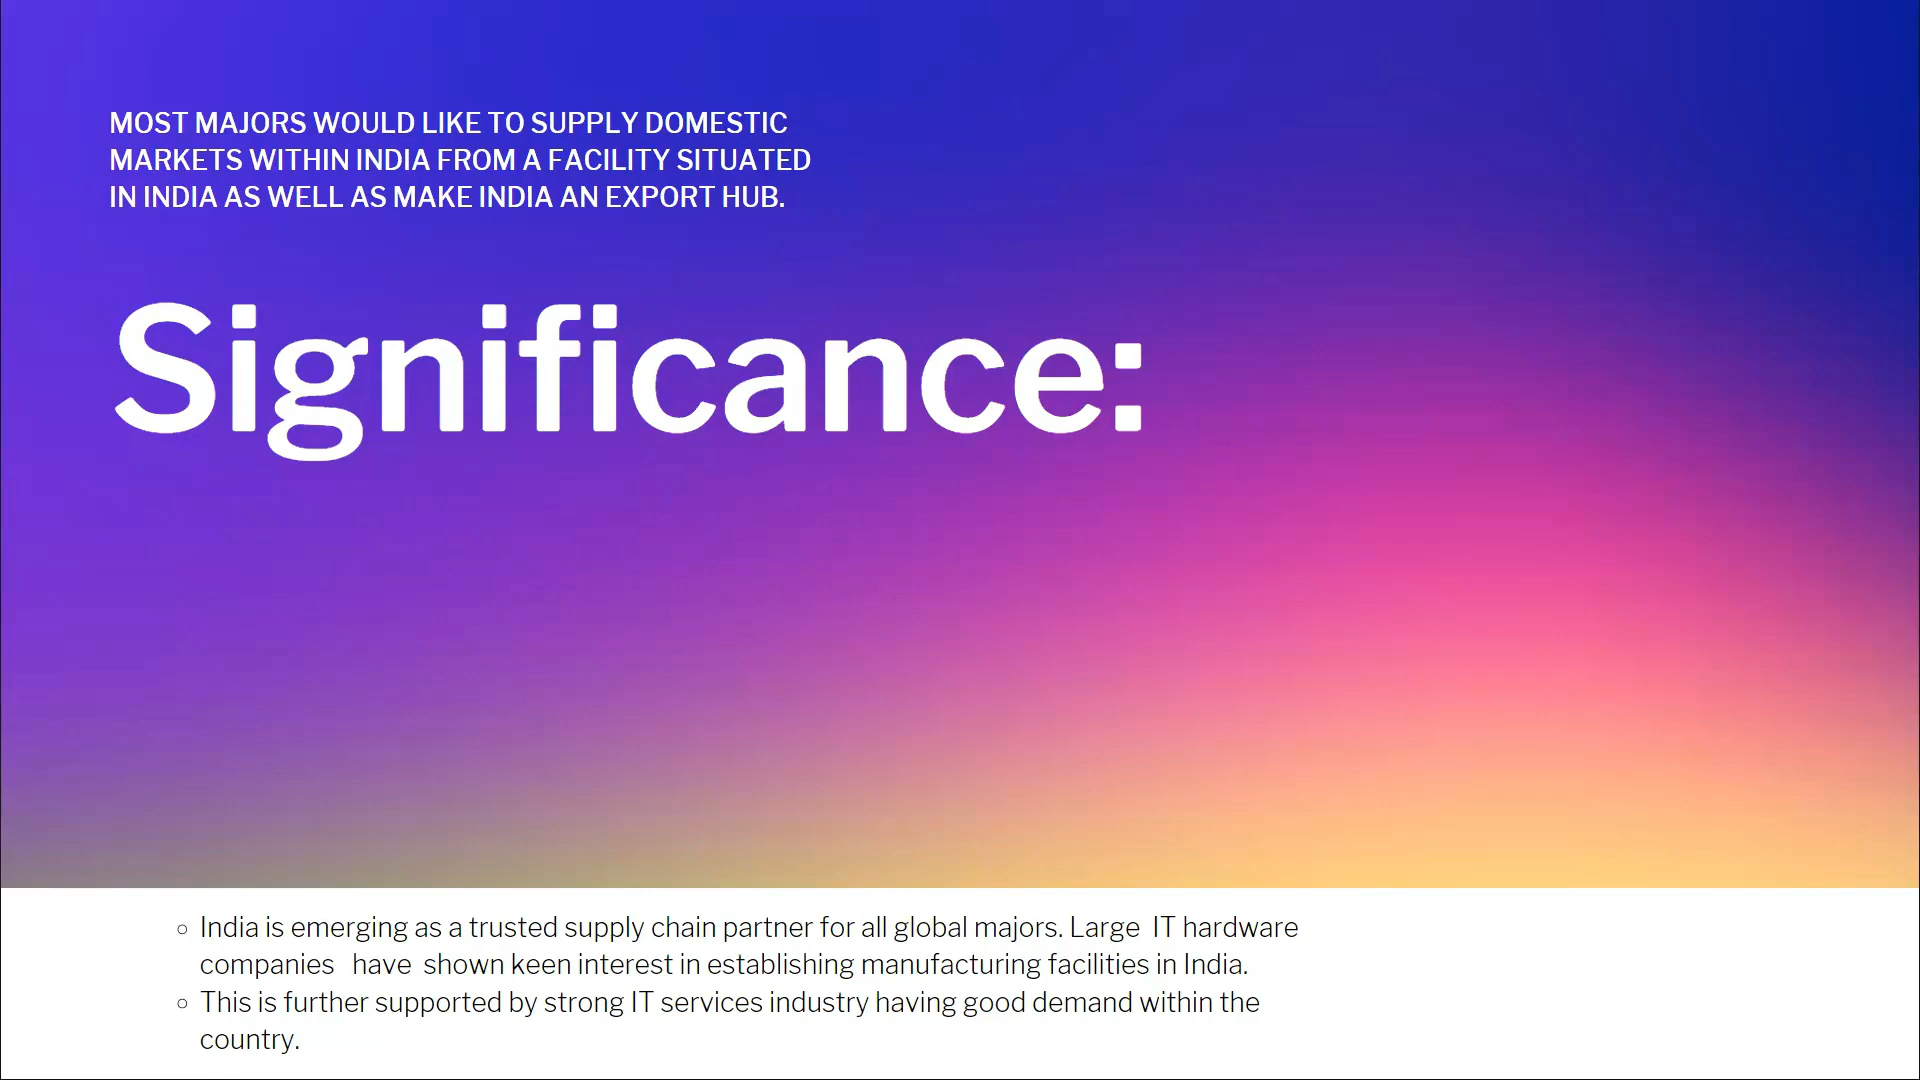 MOST MAJORS WOULD LIKE TO SUPPLY DOMESTIC
MARKETS WITHIN INDIA FROM A FACILITY SITUATED
IN INDIA AS WELL AS MAKE INDIA AN EXPORT HUB.
Significance:
◦ India is emerging as a trusted supply chain partner for all global majors. Large IT hardware
companies have shown keen interest in establishing manufacturing facilities in India.
◦ This is further supported by strong IT services industry having good demand within the
country.